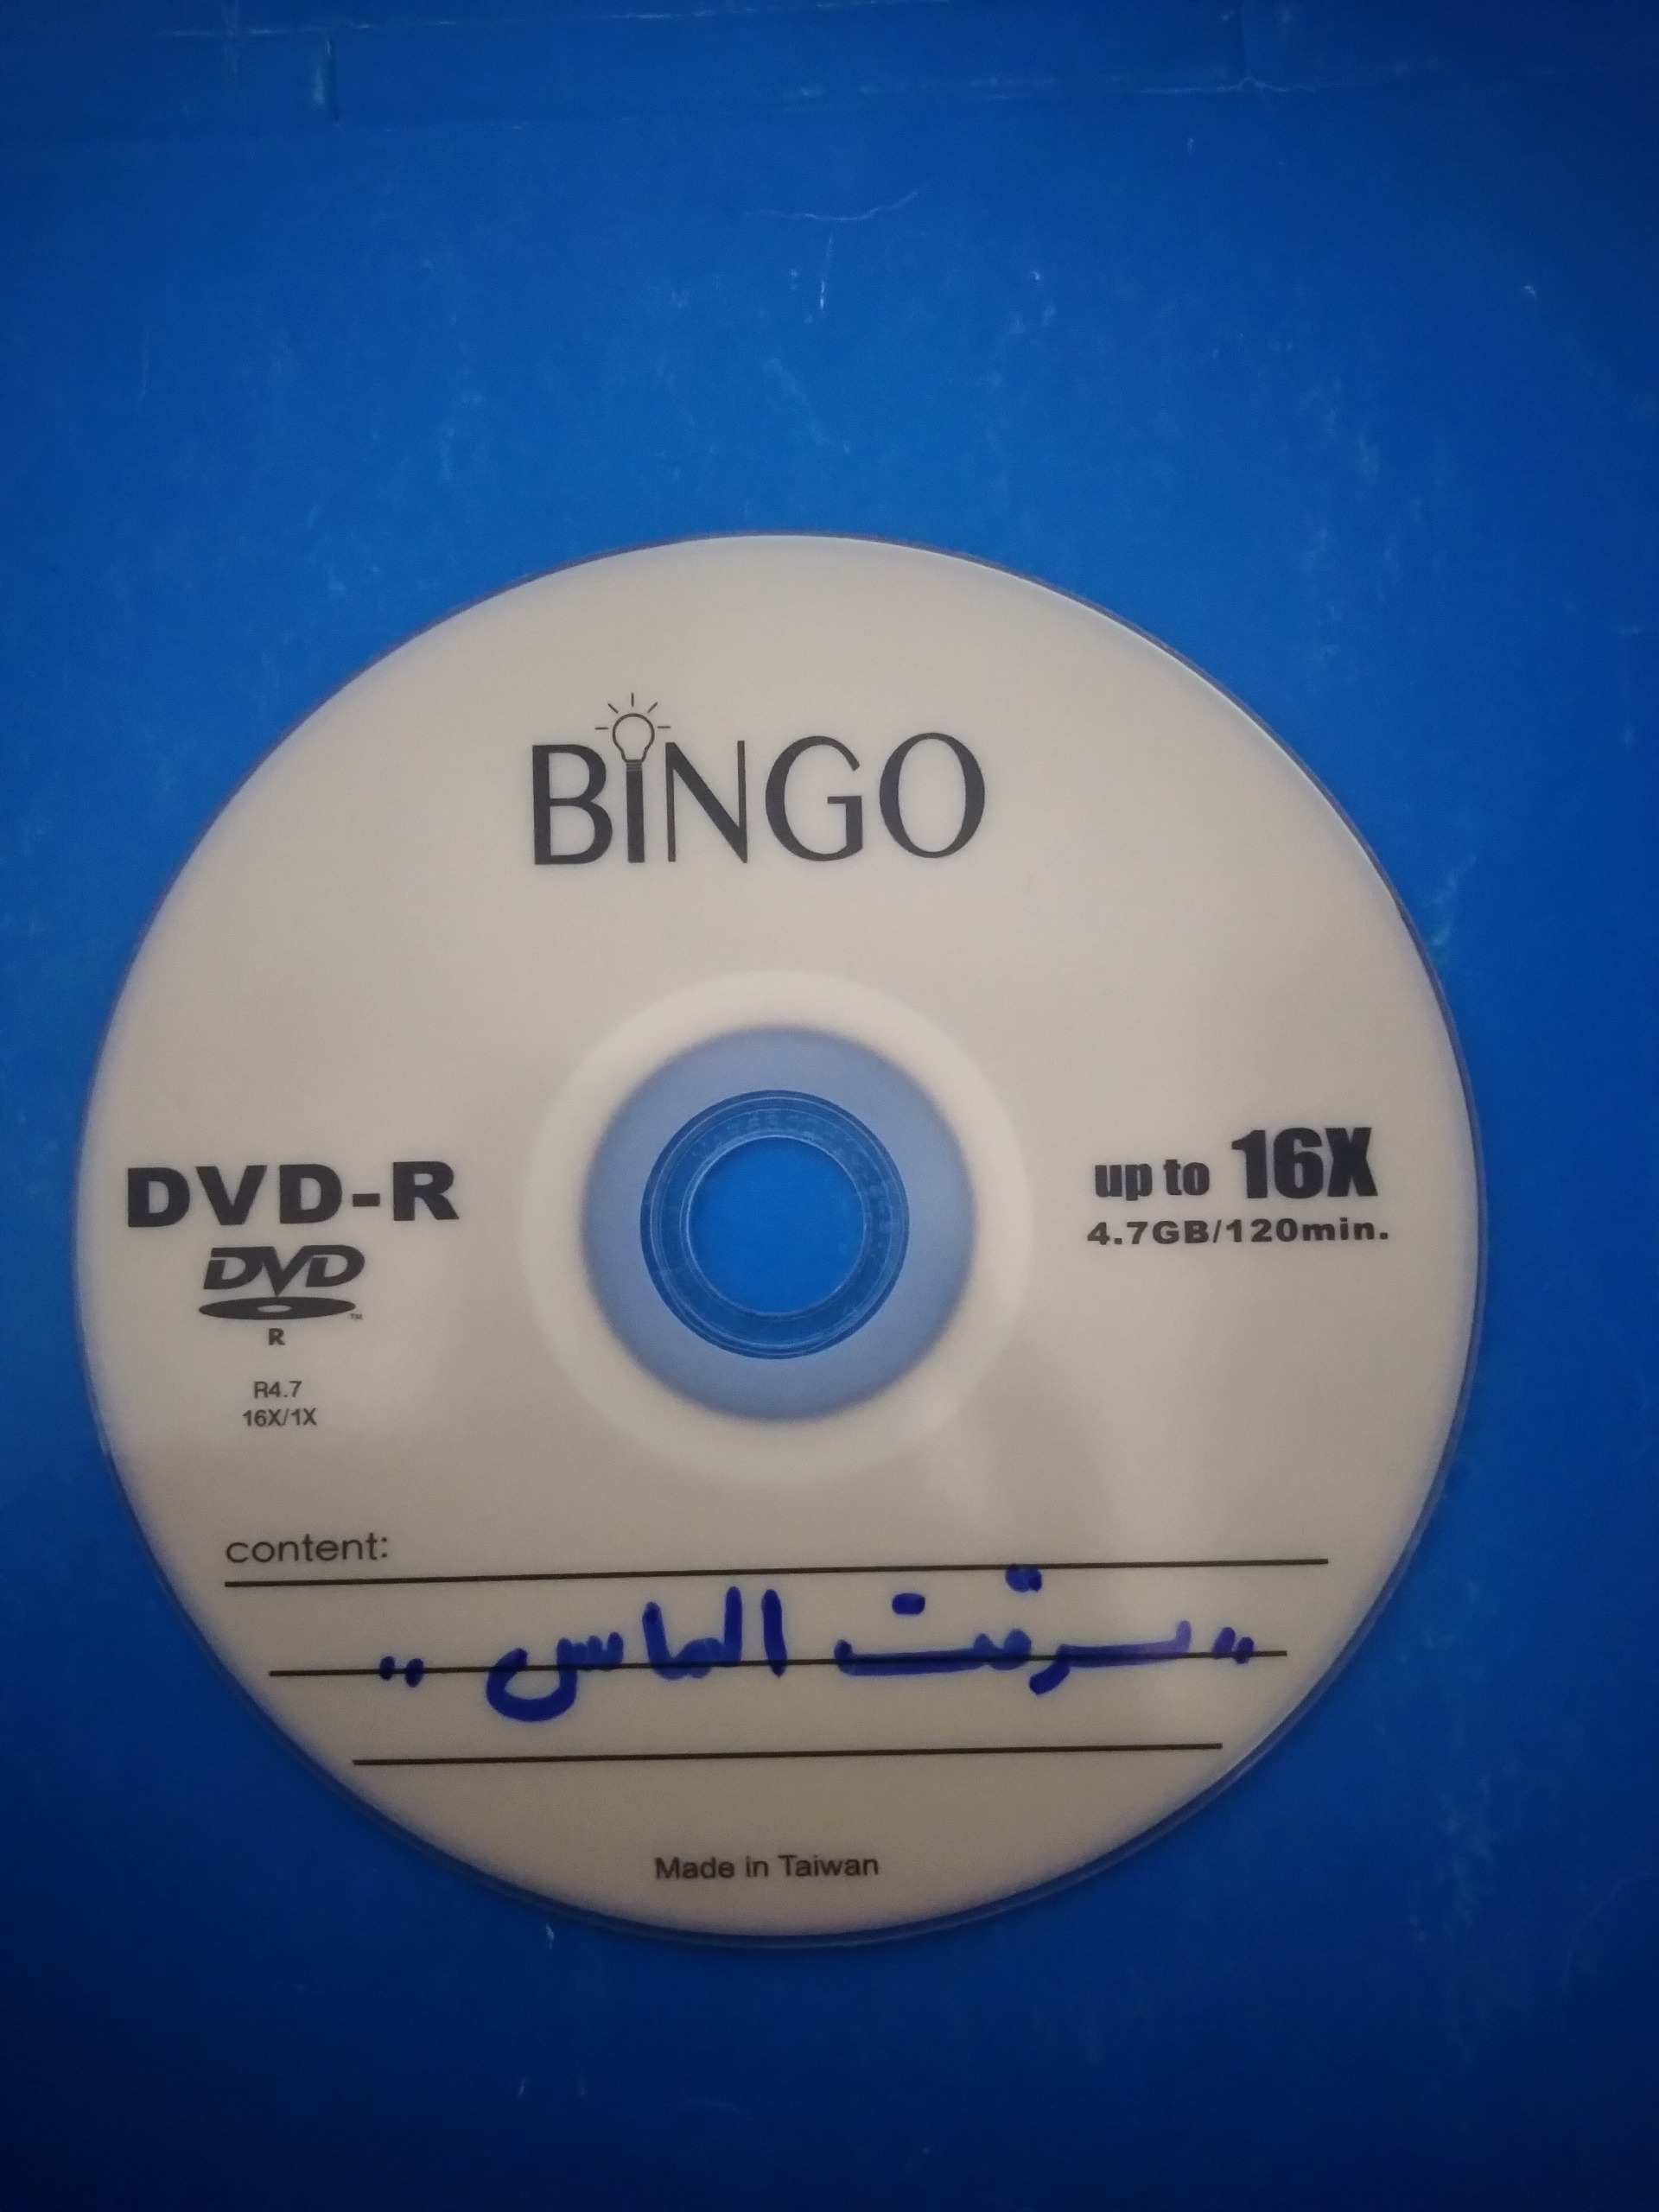 BiNGO
DVD-R
DVD
™
R
R4.7
16X/1X
up to 16X
4.7GB/120min.
content:
,, سرقت الماس ,,
Made in Taiwan